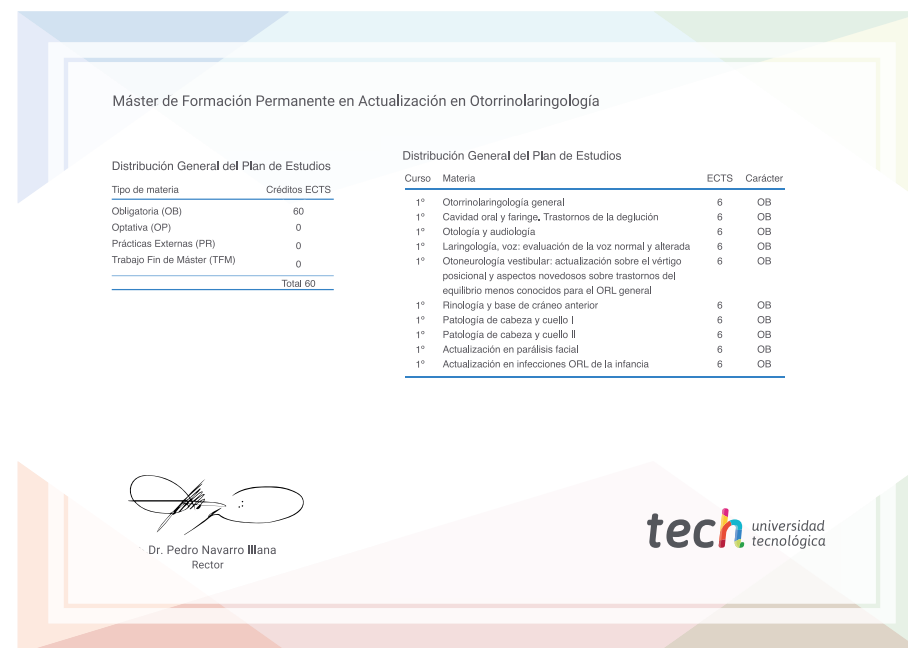 Máster de Formación Permanente en Actualización en Otorrinolaringología
Distribución General del Plan de Estudios
Tipo de materia Créditos ECTS
Obligatoria (OB) 60
Optativa (OP) 0
Prácticas Externas (PR) 0
Trabajo Fin de Máster (TFM) 0
Total 60
Distribución General del Plan de Estudios
Curso Materia ECTS Carácter
1º Otorrinolaringología general 6 OB
1º Cavidad oral y faringe. Trastornos de la deglución 6 OB
1º Otología y audiología 6 OB
1º Laringología, voz: evaluación de la voz normal y alterada 6 OB
1º Otoneurología vestibular: actualización sobre el vértigo 6 OB
posicional y aspectos novedosos sobre trastornos del
equilibrio menos conocidos para el ORL general
1º Rinología y base de cráneo anterior 6 OB
1º Patología de cabeza y cuello I 6 OB
1º Patología de cabeza y cuello II 6 OB
1º Actualización en parálisis facial 6 OB
1º Actualización en infecciones ORL de la infancia 6 OB
Dr. Pedro Navarro Illana
Rector
tech universidad
tecnológica